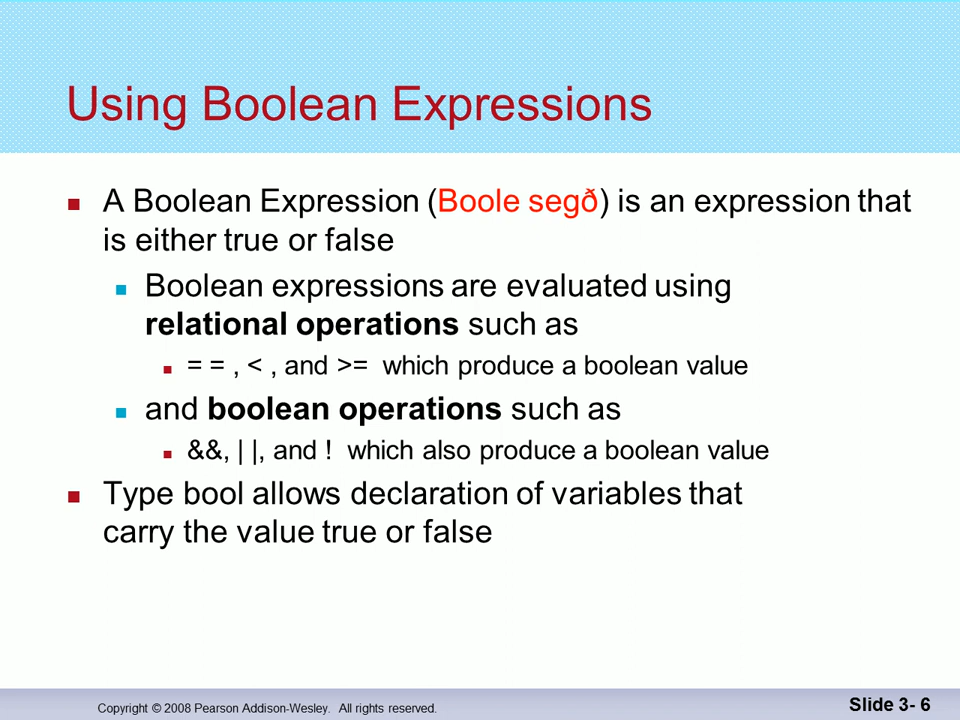 Using Boolean Expressions
A Boolean Expression (Boole segð) is an expression that
is either true or false
Boolean expressions are evaluated using
relational operations such as
= = , < , and >= which produce a boolean value
and boolean operations such as
&&, | |, and ! which also produce a boolean value
Type bool allows declaration of variables that
carry the value true or false
Copyright © 2008 Pearson Addison-Wesley. All rights reserved.
Slide 3- 6